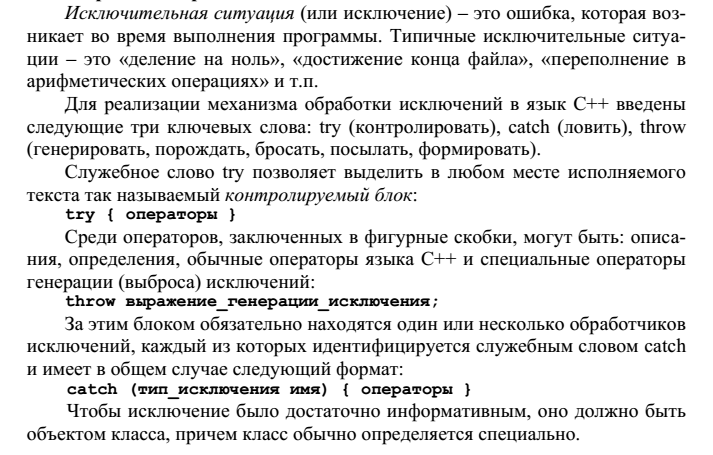 Исключительная ситуация (или исключение) – это ошибка, которая воз-
никает во время выполнения программы. Типичные исключительные ситуа-
ции – это «деление на ноль», «достижение конца файла», «переполнение в
арифметических операциях» и т.п.
Для реализации механизма обработки исключений в язык С++ введены
следующие три ключевых слова: try (контролировать), catch (ловить), throw
(генерировать, порождать, бросать, посылать, формировать).
Служебное слово try позволяет выделить в любом месте исполняемого
текста так называемый контролируемый блок:
try { операторы }
Среди операторов, заключенных в фигурные скобки, могут быть: описа-
ния, определения, обычные операторы языка С++ и специальные операторы
генерации (выброса) исключений:
throw выражение_генерации_исключения;
За этим блоком обязательно находятся один или несколько обработчиков
исключений, каждый из которых идентифицируется служебным словом catch
и имеет в общем случае следующий формат:
catch (тип_исключения имя) { операторы }
Чтобы исключение было достаточно информативным, оно должно быть
объектом класса, причем класс обычно определяется специально.